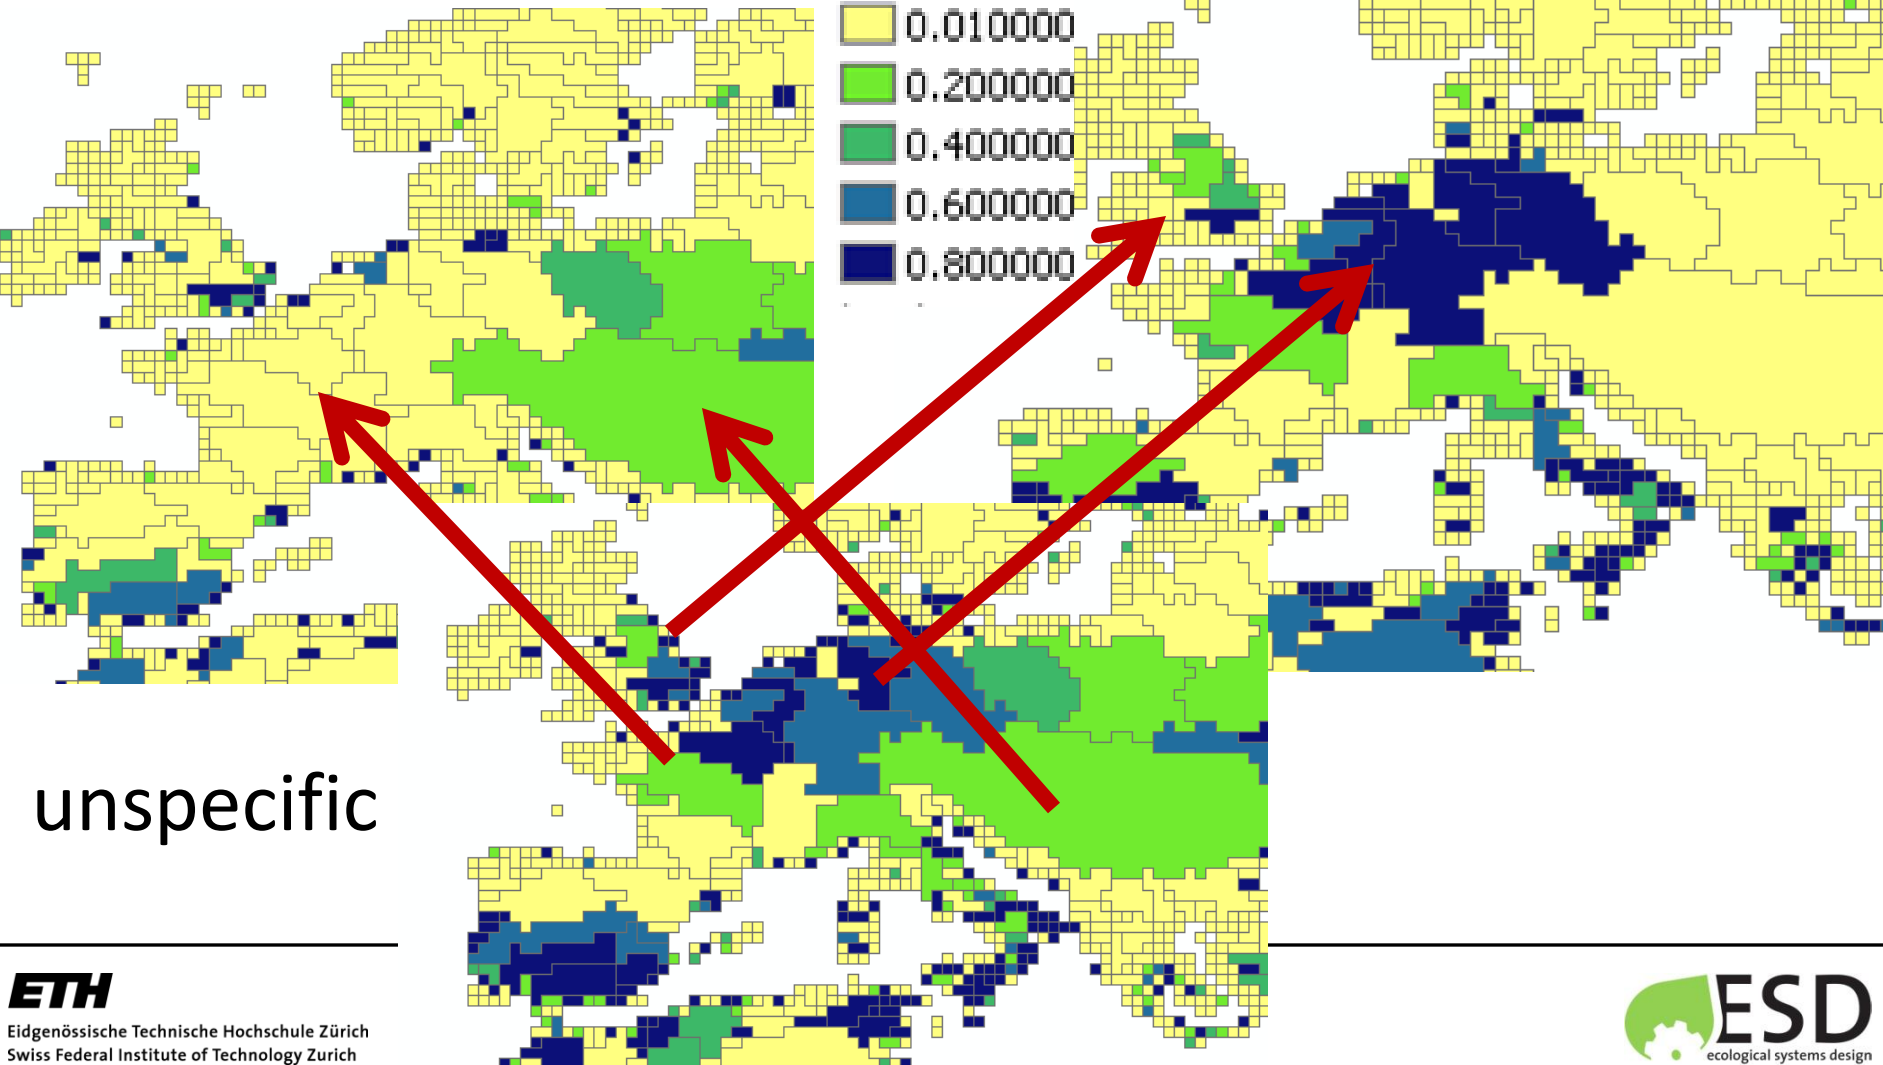 0.010000
0.200000
0.400000
0.600000
0.800000
unspecific
ETH
Eidgenössische Technische Hochschule Zürich
Swiss Federal Institute of Technology Zurich
ESD
ecological systems design